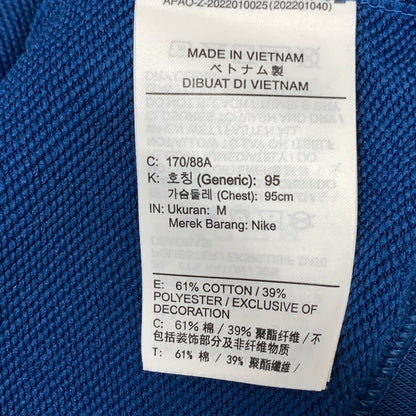 APAO-Z-2022010025(202201040)
MADE IN VIETNAM
ベトナム製
DIBUAT DI VIETNAM
C: 170/88A
K: 호칭 (Generic): 95
가슴둘레 (Chest): 95cm
IN: Ukuran: M
Merek Barang: Nike
E: 61% COTTON / 39%
POLYESTER / EXCLUSIVE OF
DECORATION
C: 61% 棉 / 39% 聚酯纤维 / 不
包括装饰部分及非纤维物质
T: 61% 棉 / 39% 聚酯纖維 /